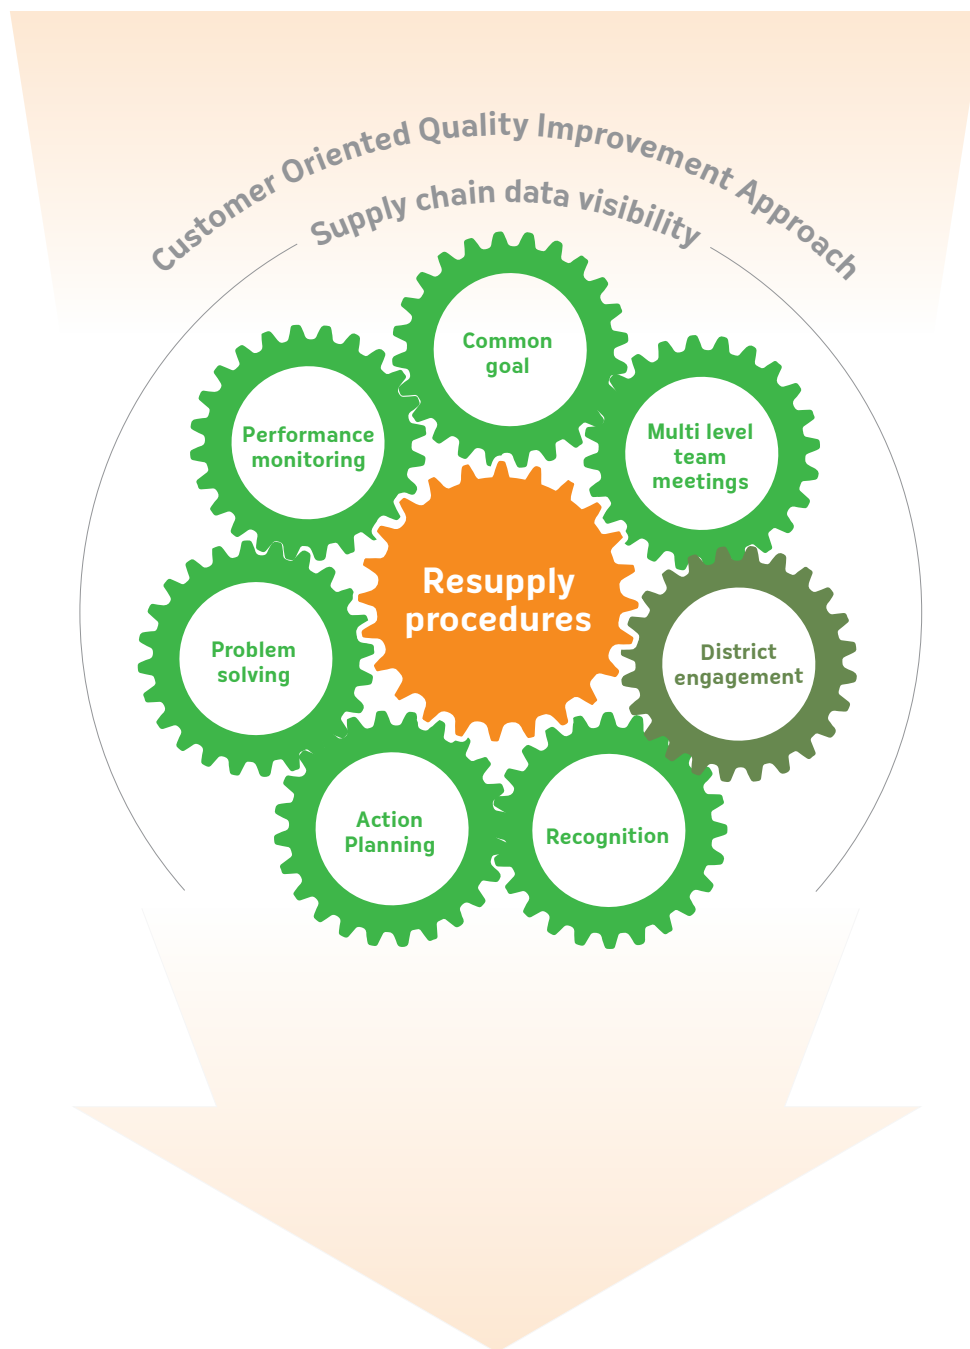 Customer Oriented Quality Improvement Approach
Supply chain data visibility
Common
goal
Multi level
team
meetings
Performance
monitoring
Resupply
procedures
District
engagement
Problem
solving
Action
Planning
Recognition